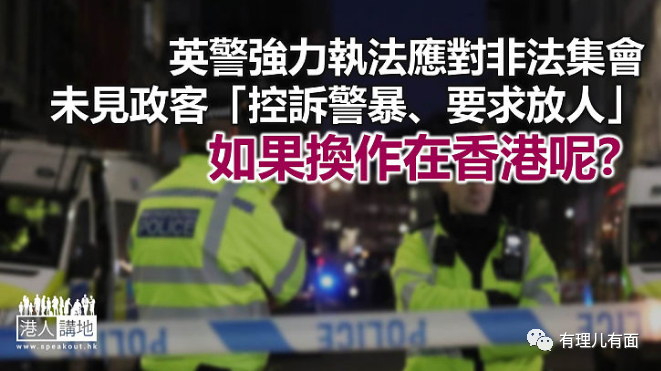 英警強力執法應對非法集會
未見政客「控訴警暴、要求放人」
如果換作在香港呢?
POLICE
港人講地
www.speakout.hk
POLICE
POLICE
有理儿有面